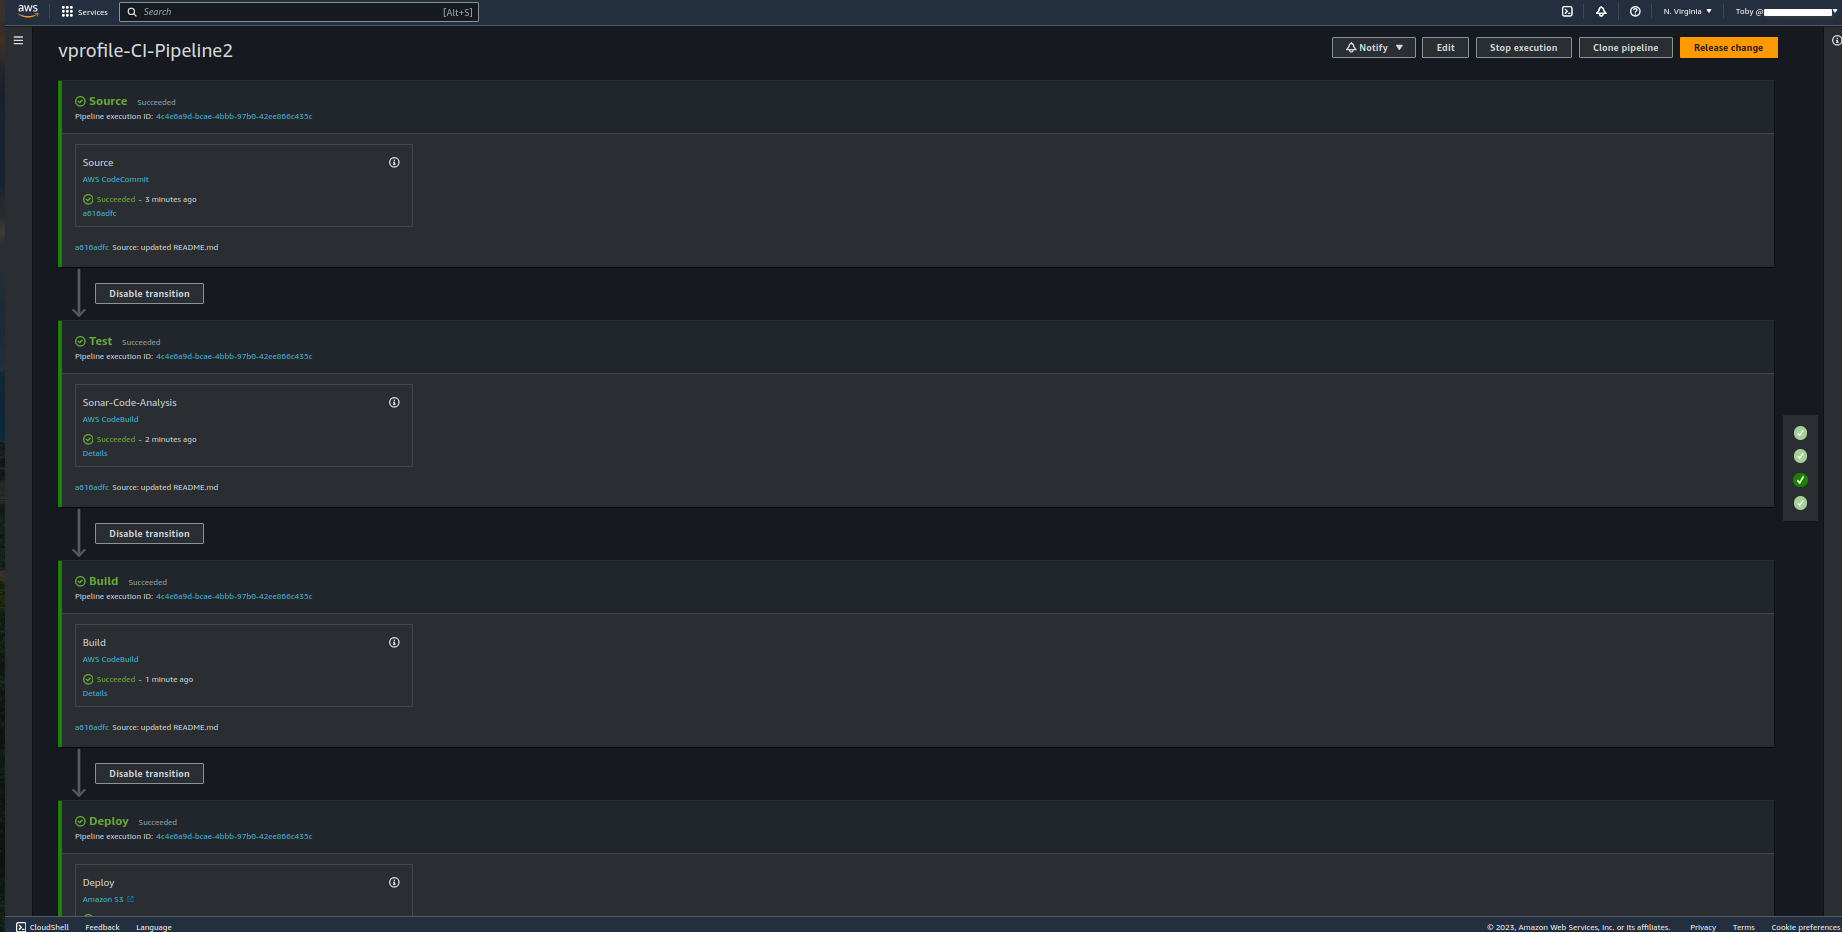 aws Services Search [Alt+S] N. Virginia Toby @
vprofile-CI-Pipeline2 Notify Edit Stop execution Clone pipeline Release change
Source Succeeded
Pipeline execution ID: 4c4e6a9d-bcae-4bbb-97b0-42ee866c435c
Source
AWS CodeCommit
Succeeded - 3 minutes ago
a616adfc
a616adfc Source: updated README.md
Disable transition
Test Succeeded
Pipeline execution ID: 4c4e6a9d-bcae-4bbb-97b0-42ee866c435c
Sonar-Code-Analysis
AWS CodeBuild
Succeeded - 2 minutes ago
Details
a616adfc Source: updated README.md
Disable transition
Build Succeeded
Pipeline execution ID: 4c4e6a9d-bcae-4bbb-97b0-42ee866c435c
Build
AWS CodeBuild
Succeeded - 1 minute ago
Details
a616adfc Source: updated README.md
Disable transition
Deploy Succeeded
Pipeline execution ID: 4c4e6a9d-bcae-4bbb-97b0-42ee866c435c
Deploy
Amazon S3
CloudShell Feedback Language © 2023, Amazon Web Services, Inc. or its affiliates. Privacy Terms Cookie preferences